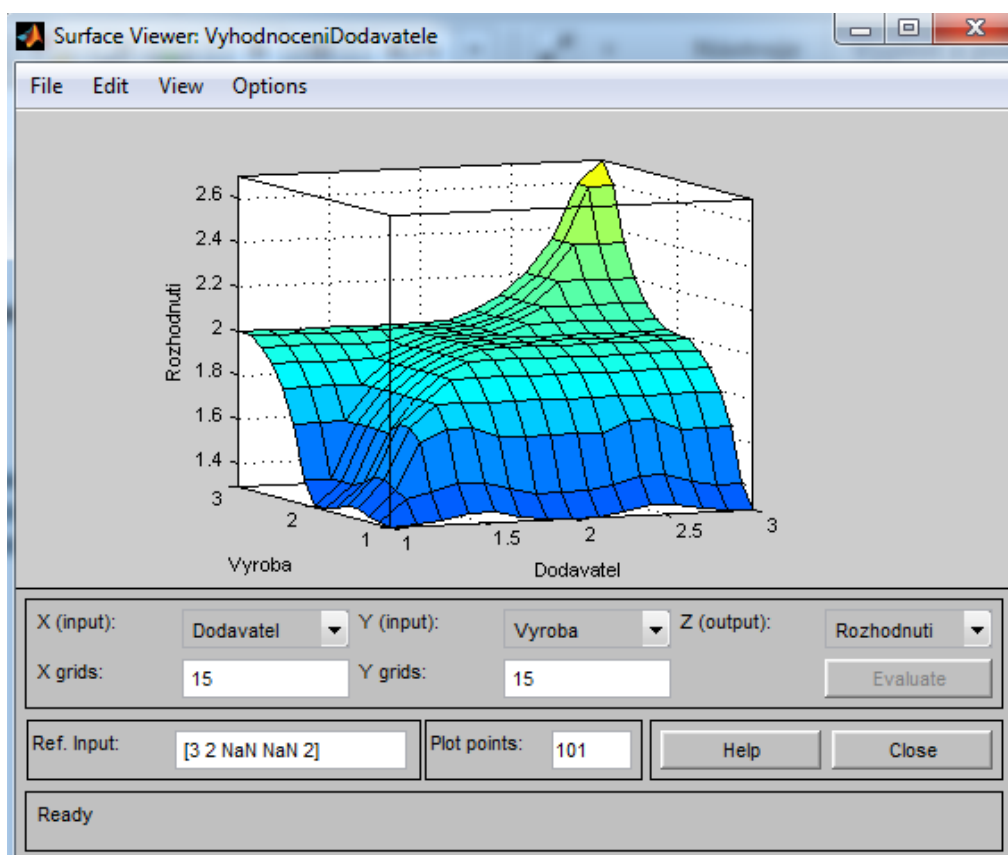 Surface Viewer: VyhodnoceniDodavatele
File Edit View Options
2.6
2.4
2.2
2
1.8
1.6
1.4
Rozhodnuti
3
2
1
Vyroba
1
1.5
2
2.5
3
Dodavatel
X (input): Dodavatel Y (input): Vyroba Z (output): Rozhodnuti
X grids: 15 Y grids: 15 Evaluate
Ref. Input: [3 2 NaN NaN 2] Plot points: 101 Help Close
Ready